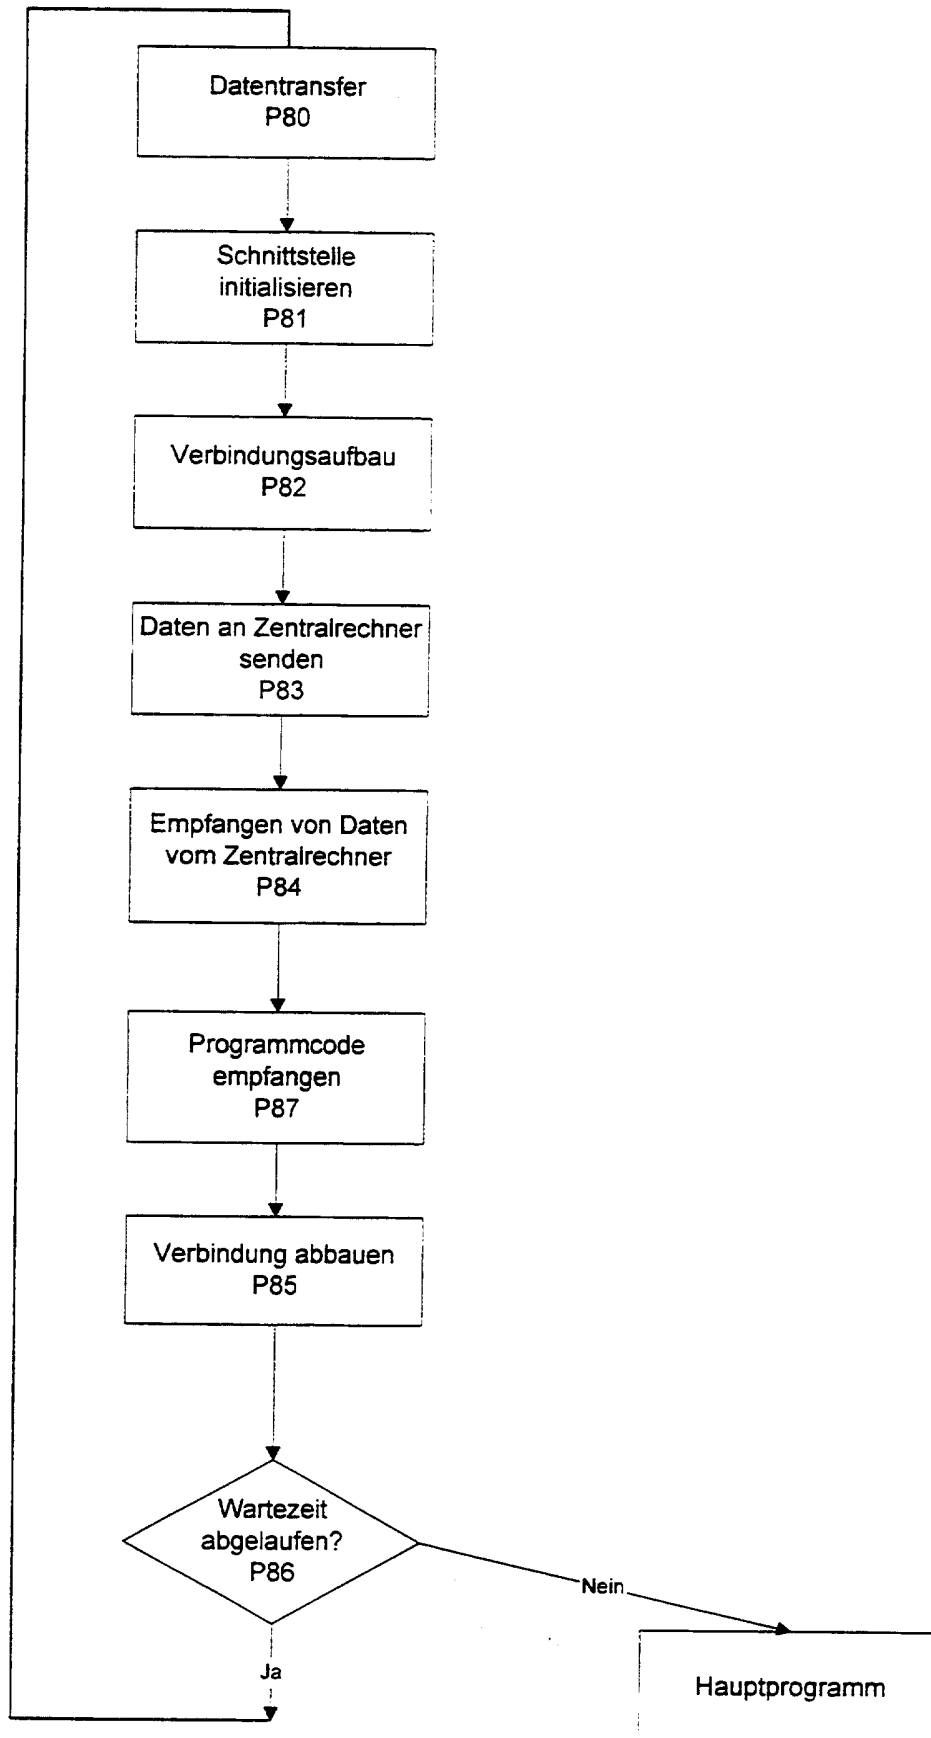 Datentransfer
P80
Schnittstelle
initialisieren
P81
Verbindungsaufbau
P82
Daten an Zentralrechner
senden
P83
Empfangen von Daten
vom Zentralrechner
P84
Programmcode
empfangen
P87
Verbindung abbauen
P85
Wartezeit
abgelaufen?
P86
Nein
Ja
Hauptprogramm